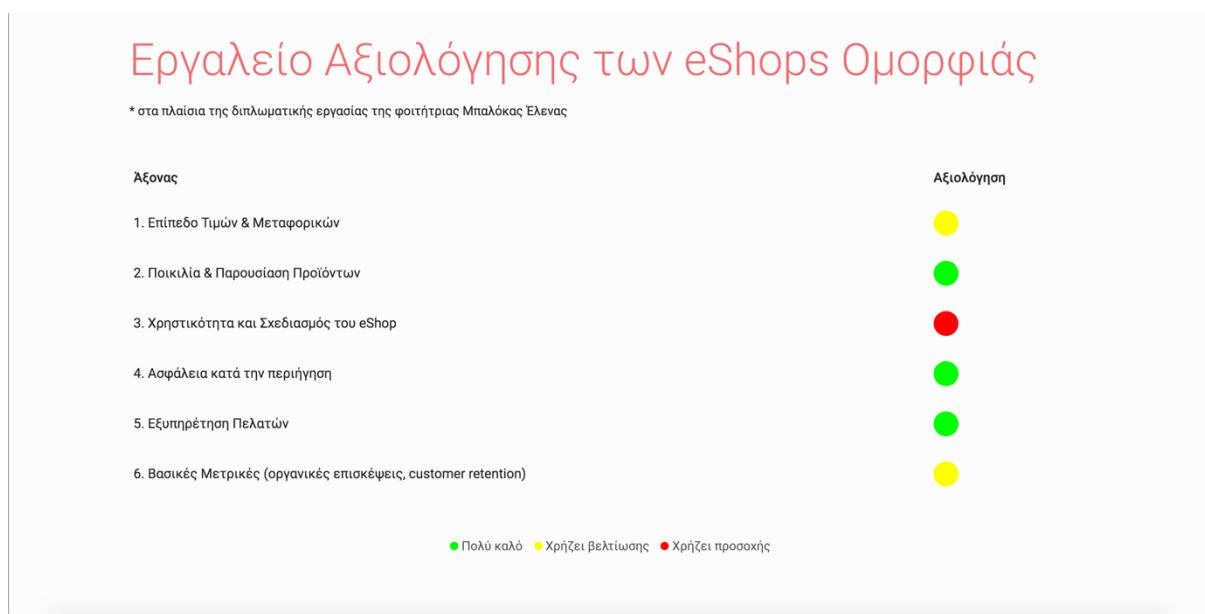 Εργαλείο Αξιολόγησης των eShops Ομορφιάς
* στα πλαίσια της διπλωματικής εργασίας της φοιτήτριας Μπαλόκας Έλενας
Άξονας Αξιολόγηση
1. Επίπεδο Τιμών & Μεταφορικών
2. Ποικιλία & Παρουσίαση Προϊόντων
3. Χρηστικότητα και Σχεδιασμός του eShop
4. Ασφάλεια κατά την περιήγηση
5. Εξυπηρέτηση Πελατών
6. Βασικές Μετρικές (οργανικές επισκέψεις, customer retention)
Πολύ καλό Χρήζει βελτίωσης Χρήζει προσοχής